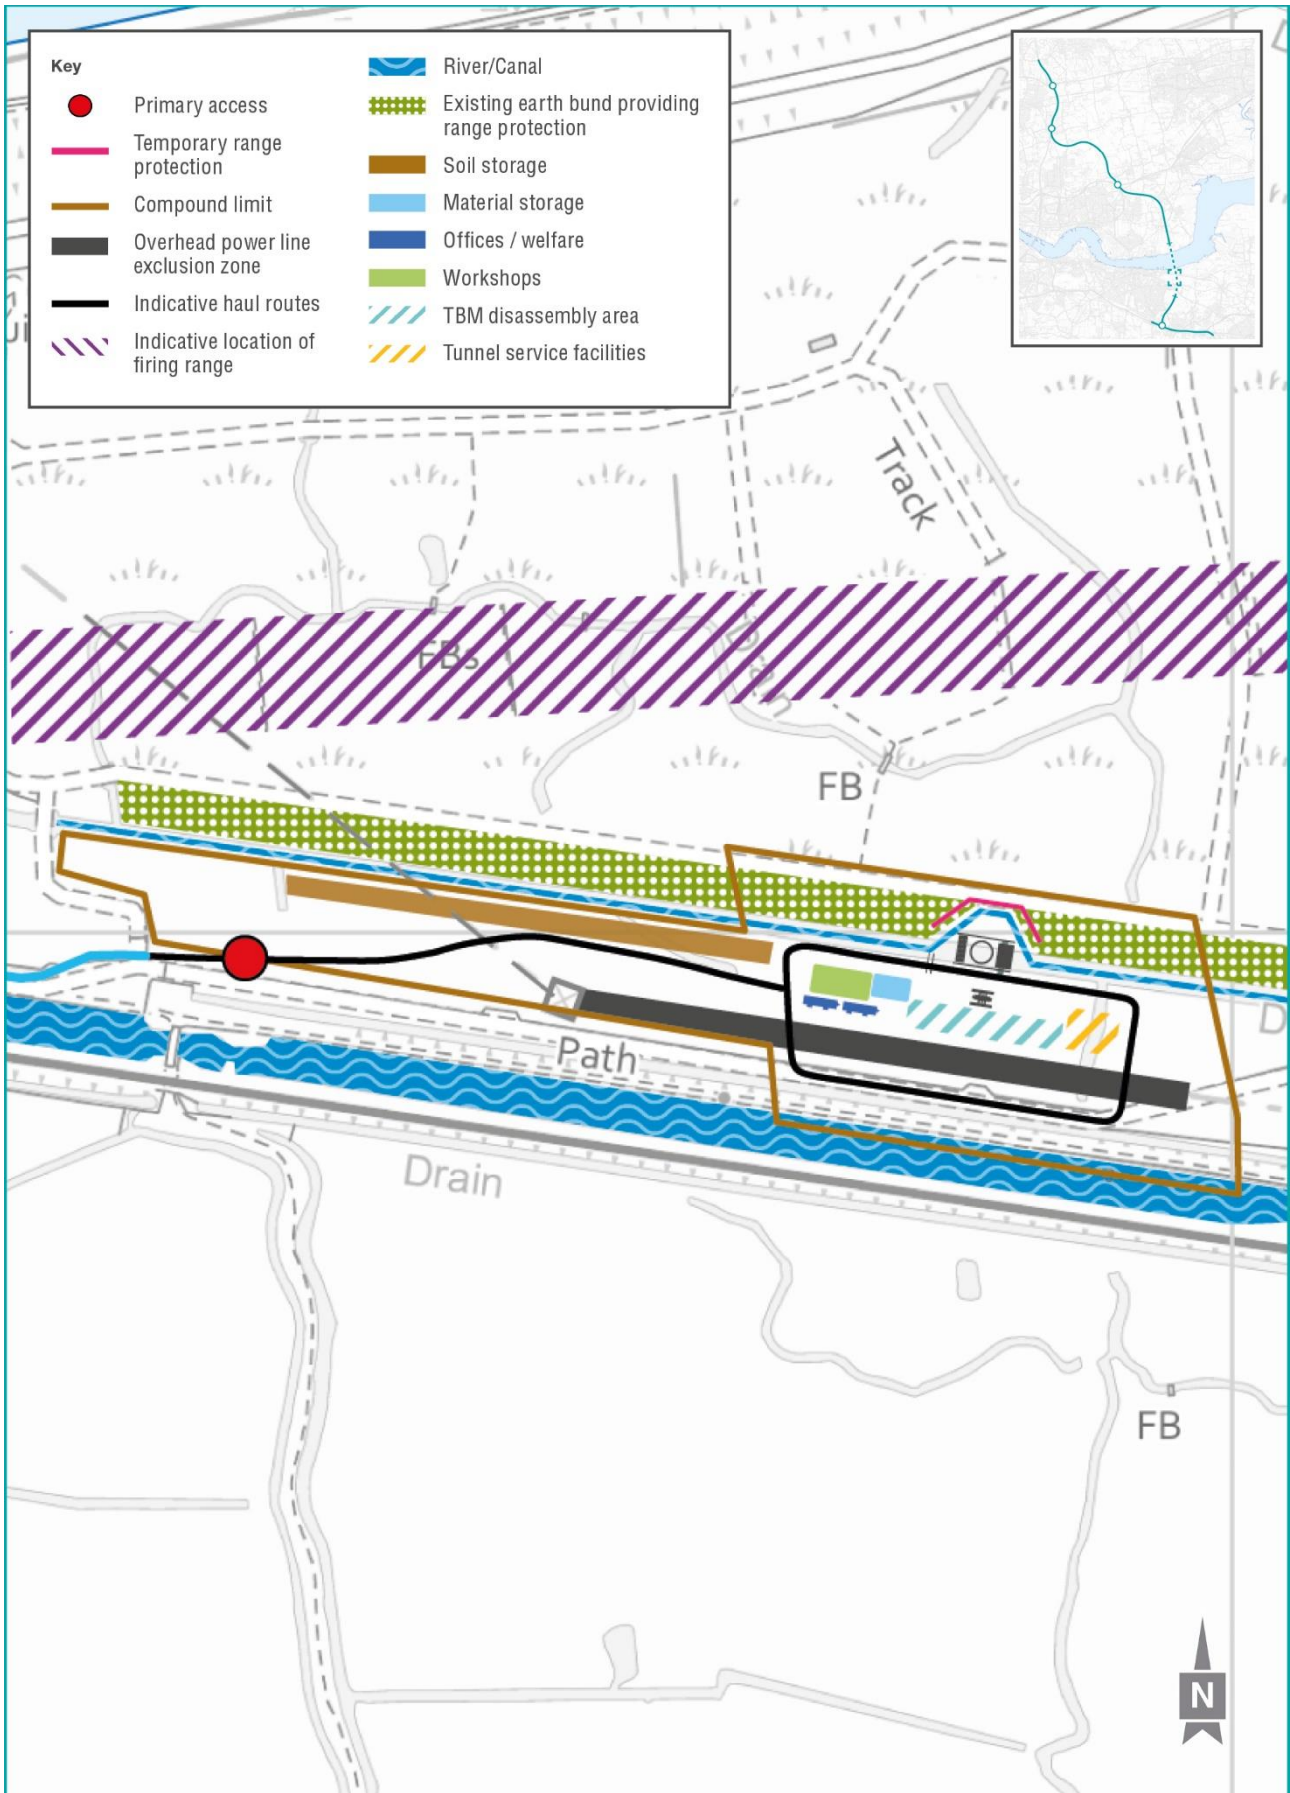 Key
Primary access
Temporary range
protection
Compound limit
Overhead power line
exclusion zone
Indicative haul routes
Indicative location of
firing range
River/Canal
Existing earth bund providing
range protection
Soil storage
Material storage
Offices / welfare
Workshops
TBM disassembly area
Tunnel service facilities
Track
FBs
Drain
FB
Path
Drain
FB
N